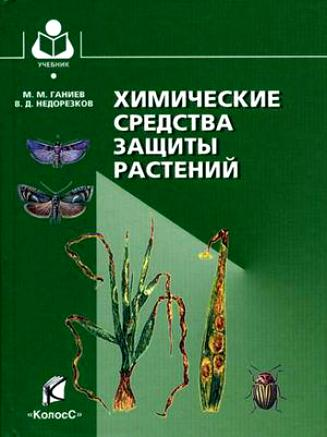 УЧЕБНИК
М. М. ГАНИЕВ
В. Д. НЕДОРЕЗКОВ
ХИМИЧЕСКИЕ
СРЕДСТВА
ЗАЩИТЫ
РАСТЕНИЙ
«КолосС»